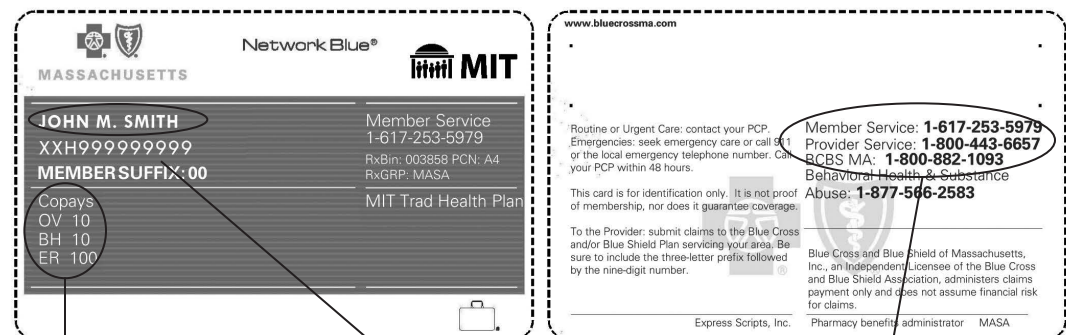 Network Blue®
MIT
MASSACHUSETTS
JOHN M. SMITH
XXH999999999
MEMBER SUFFIX: 00
Copays
OV 10
BH 10
ER 100
Member Service
1-617-253-5979
RxBin: 003858 PCN: A4
RxGRP: MASA
MIT Trad Health Plan
www.bluecrossma.com
Routine or Urgent Care: contact your PCP.
Emergencies: seek emergency care or call 911
or the local emergency telephone number. Call
your PCP within 48 hours.
This card is for identification only. It is not proof
of membership, nor does it guarantee coverage.
To the Provider: submit claims to the Blue Cross
and/or Blue Shield Plan servicing your area. Be
sure to include the three-letter prefix followed
by the nine-digit number.
®
Express Scripts, Inc.
Member Service: 1-617-253-5979
Provider Service: 1-800-443-6657
BCBS MA: 1-800-882-1093
Behavioral Health & Substance
Abuse: 1-877-566-2583
Blue Cross and Blue Shield of Massachusetts,
Inc., an Independent Licensee of the Blue Cross
and Blue Shield Association, administers claims
payment only and does not assume financial risk
for claims.
Pharmacy benefits administrator MASA